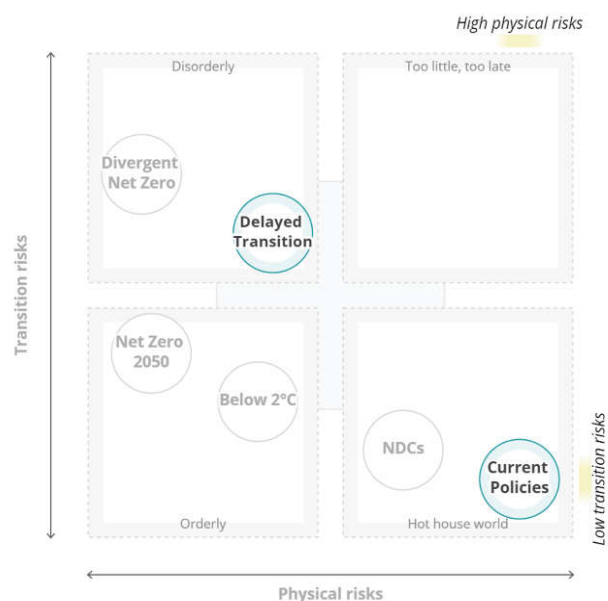 High physical risks
Disorderly
Too little, too late
Divergent
Net Zero
Delayed
Transition
Transition risks
Net Zero
2050
Below 2°C
NDCs
Current
Policies
Low transition risks
Orderly
Hot house world
Physical risks